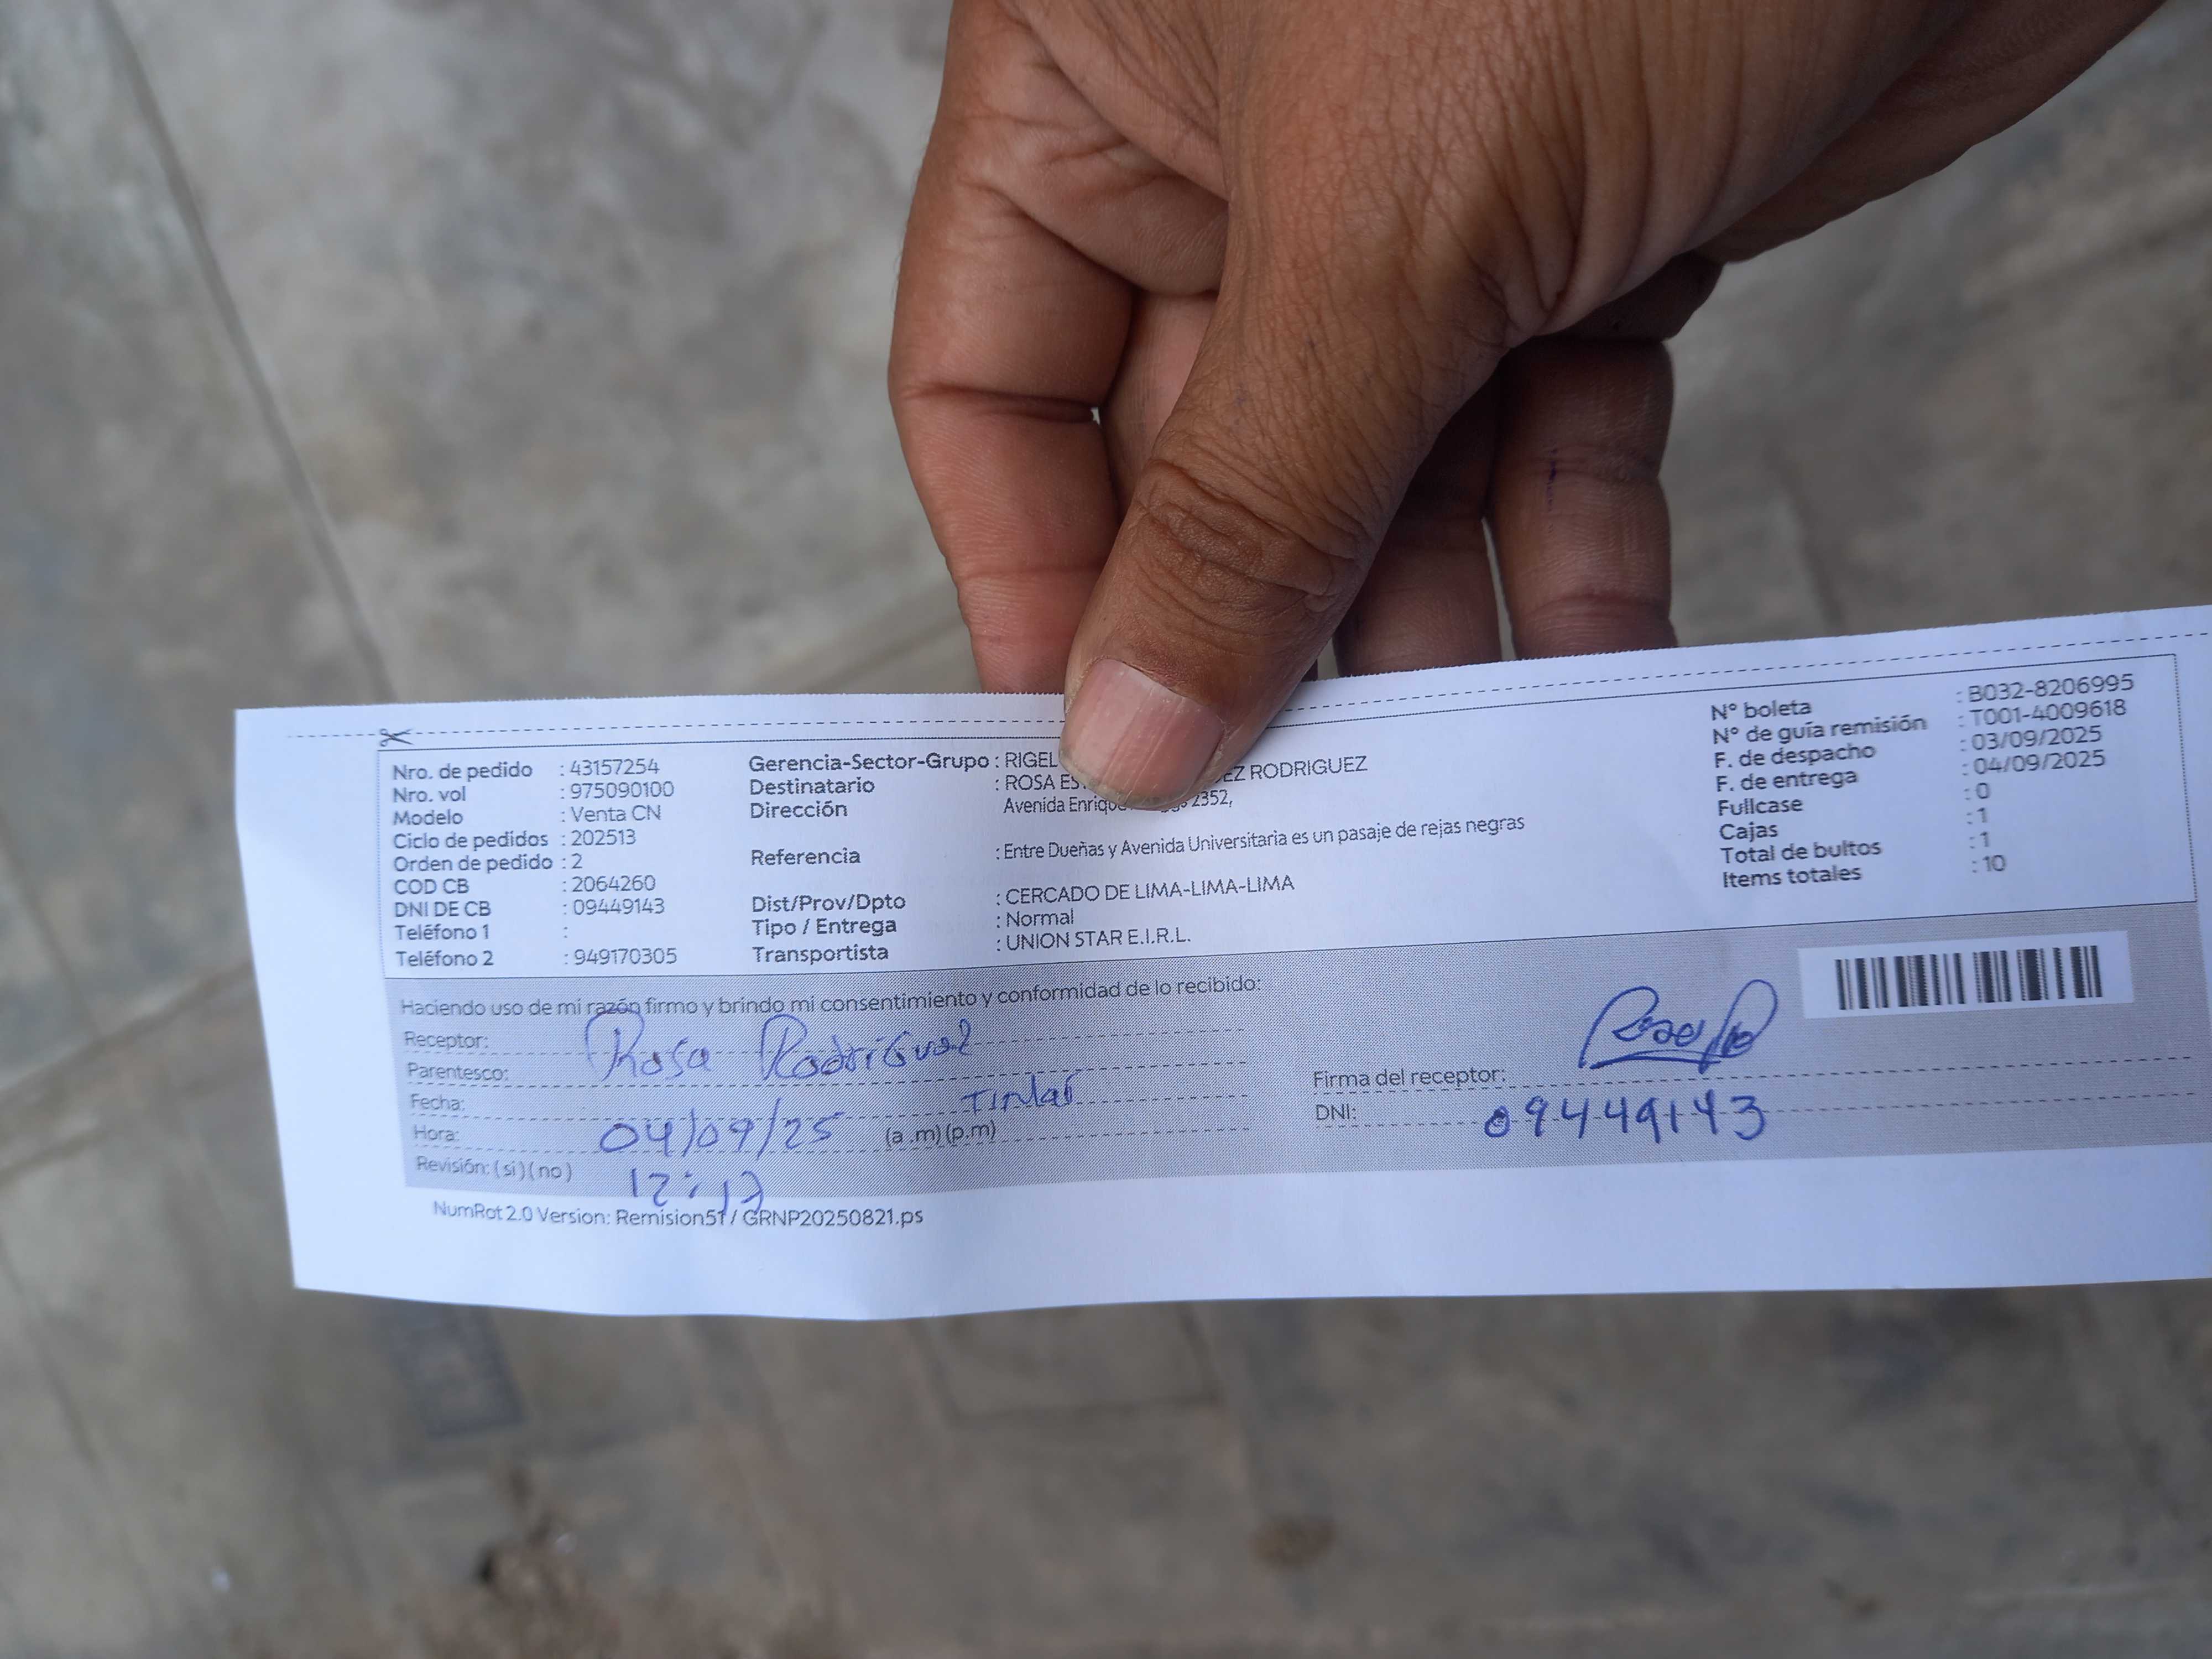 Nro. de pedido : 43157254
Nro. vol : 975090100
Modelo : Venta CN
Ciclo de pedidos : 202513
Orden de pedido : 2
COD CB : 2064260
DNI DE CB : 09449143
Teléfono 1 :
Teléfono 2 : 949170305
Gerencia-Sector-Grupo : RIGEL
Destinatario : ROSA RODRIGUEZ
Dirección Avenida 2352,
Referencia : Entre Dueñas y Avenida Universitaria es un pasaje de rejas negras
Dist/Prov/Dpto : CERCADO DE LIMA-LIMA-LIMA
Tipo / Entrega : Normal
Transportista : UNION STAR E.I.R.L.
N° boleta : B032-8206995
N° de guía remisión : T001-4009618
F. de despacho : 03/09/2025
F. de entrega : 04/09/2025
Fullcase : 0
Cajas : 1
Total de bultos : 1
Items totales : 10
Haciendo uso de mi razón firmo y brindo mi consentimiento y conformidad de lo recibido:
Receptor: Rosa Rodriguez
Parentesco:
Fecha: 04/09/25
Hora: (a .m) (p.m)
Revisión: ( si ) ( no )
Firma del receptor:
DNI: 09449143
NumRot 2.0 Version: Remision51 / GRNP20250821.ps